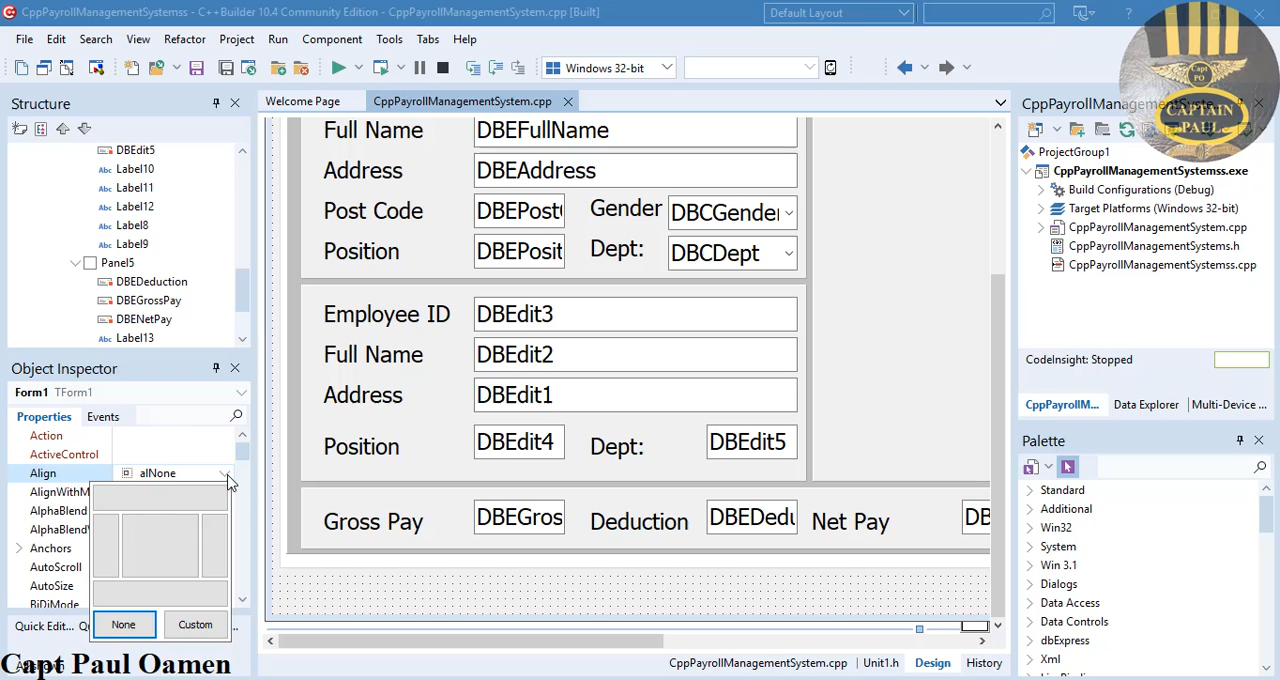 CppPayrollManagementSystemss - C++Builder 10.4 Community Edition - CppPayrollManagementSystem.cpp [Built]
Default Layout
File Edit Search View Refactor Project Run Component Tools Tabs Help
Windows 32-bit
Structure
DBEdit5
Label10
Label11
Label12
Label8
Label9
Panel5
DBEDeduction
DBEGrossPay
DBENetPay
Label13
Object Inspector
Form1 TForm1
Properties Events
Action
ActiveControl
Align alNone
AlignWithM
AlphaBlend
AlphaBlend
Anchors
AutoScroll
AutoSize
BiDiMode
None Custom
Quick Edit...
Capt Paul Oamen
Welcome Page CppPayrollManagementSystem.cpp
Full Name DBEFullName
Address DBEAddress
Post Code DBEPost Gender DBCGender
Position DBEPosit Dept: DBCDept
Employee ID DBEdit3
Full Name DBEdit2
Address DBEdit1
Position DBEdit4 Dept: DBEdit5
Gross Pay DBEGros Deduction DBEDedu Net Pay DB
CppPayrollManagementSystem.cpp Unit1.h Design History
Capt
PO
CAPTAIN
PAUL
CppPayrollManagementSyste
ProjectGroup1
CppPayrollManagementSystemss.exe
Build Configurations (Debug)
Target Platforms (Windows 32-bit)
CppPayrollManagementSystem.cpp
CppPayrollManagementSystems.h
CppPayrollManagementSystemss.cpp
CodeInsight: Stopped
CppPayrollM... Data Explorer Multi-Device ...
Palette
Standard
Additional
Win32
System
Win 3.1
Dialogs
Data Access
Data Controls
dbExpress
Xml